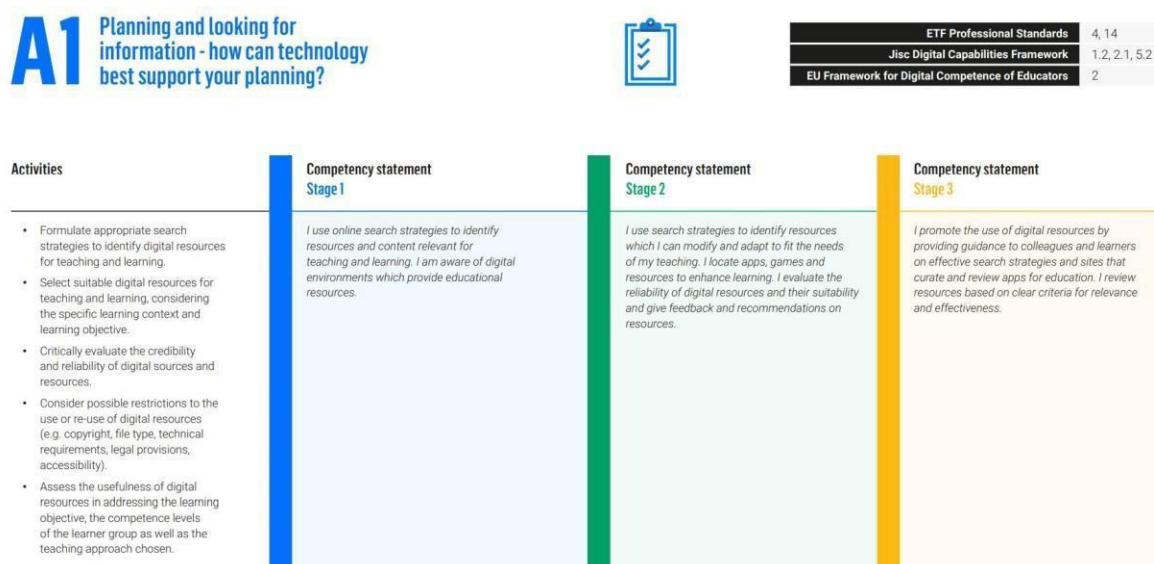 A1
Planning and looking for
information - how can technology
best support your planning?
ETF Professional Standards 4, 14
Jisc Digital Capabilities Framework 1.2, 2.1, 5.2
EU Framework for Digital Competence of Educators 2
Activities
• Formulate appropriate search
strategies to identify digital resources
for teaching and learning.
• Select suitable digital resources for
teaching and learning, considering
the specific learning context and
learning objective.
• Critically evaluate the credibility
and reliability of digital sources and
resources.
• Consider possible restrictions to the
use or re-use of digital resources
(e.g. copyright, file type, technical
requirements, legal provisions,
accessibility).
• Assess the usefulness of digital
resources in addressing the learning
objective, the competence levels
of the learner group as well as the
teaching approach chosen.
Competency statement
Stage 1
I use online search strategies to identify
resources and content relevant for
teaching and learning. I am aware of digital
environments which provide educational
resources.
Competency statement
Stage 2
I use search strategies to identify resources
which I can modify and adapt to fit the needs
of my teaching. I locate apps, games and
resources to enhance learning. I evaluate the
reliability of digital resources and their suitability
and give feedback and recommendations on
resources.
Competency statement
Stage 3
I promote the use of digital resources by
providing guidance to colleagues and learners
on effective search strategies and sites that
curate and review apps for education. I review
resources based on clear criteria for relevance
and effectiveness.